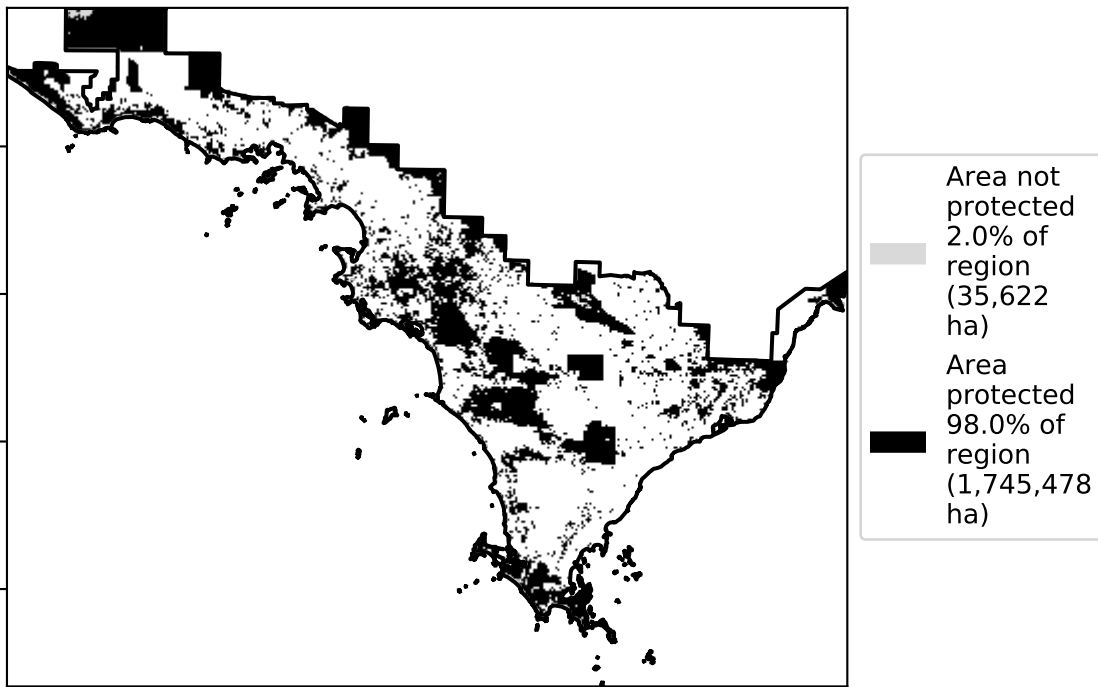 Area not
protected
2.0% of
region
(35,622
ha)
Area
protected
98.0% of
region
(1,745,478
ha)